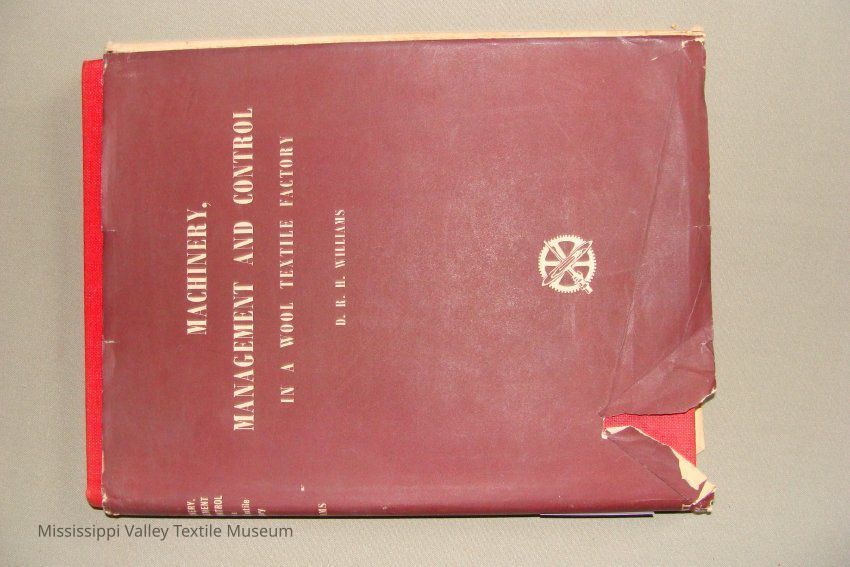 MACHINERY,
MANAGEMENT AND CONTROL
IN A WOOL TEXTILE FACTORY
D. R. H. WILLIAMS
Mississippi Valley Textile Museum